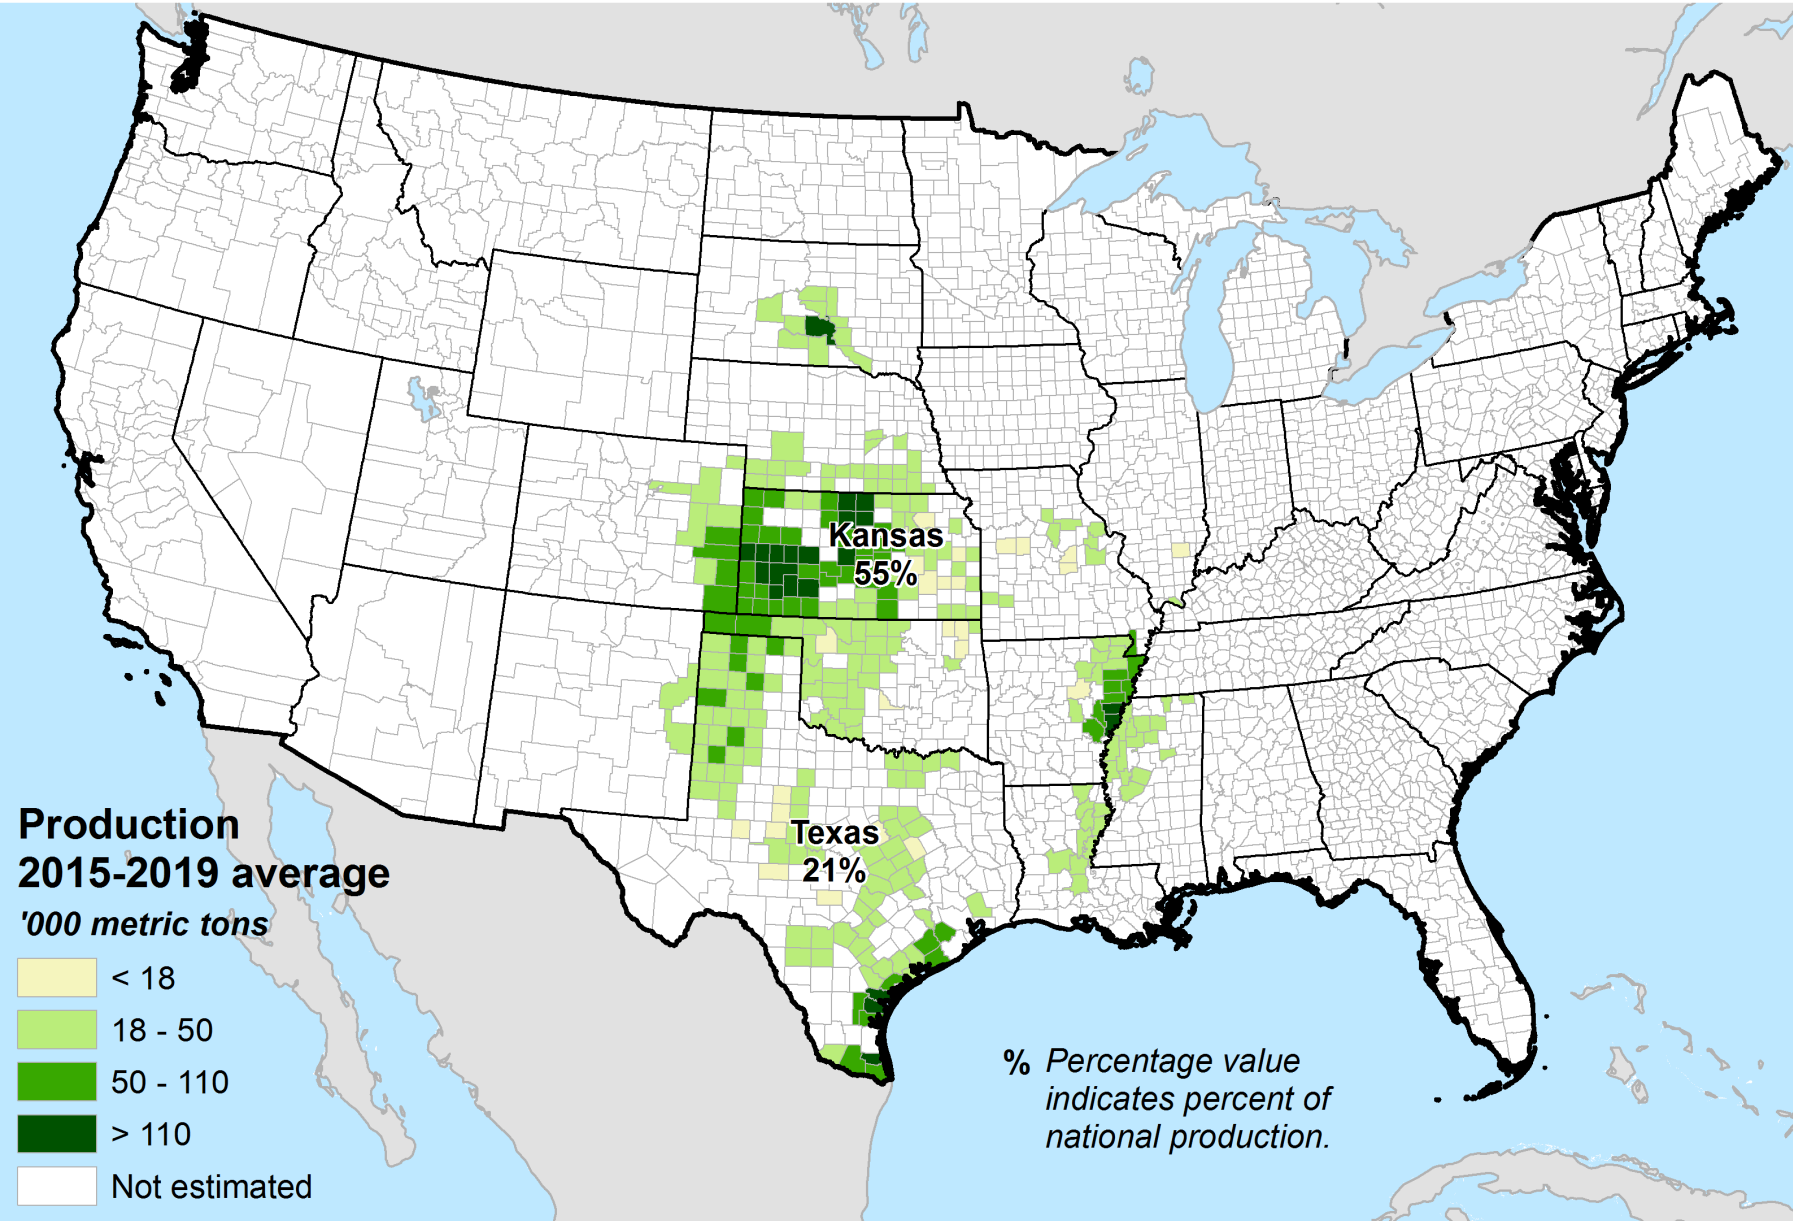 Kansas
55%
Texas
21%
Production
2015-2019 average
'000 metric tons
< 18
18 - 50
50 - 110
> 110
Not estimated
% Percentage value
indicates percent of
national production.